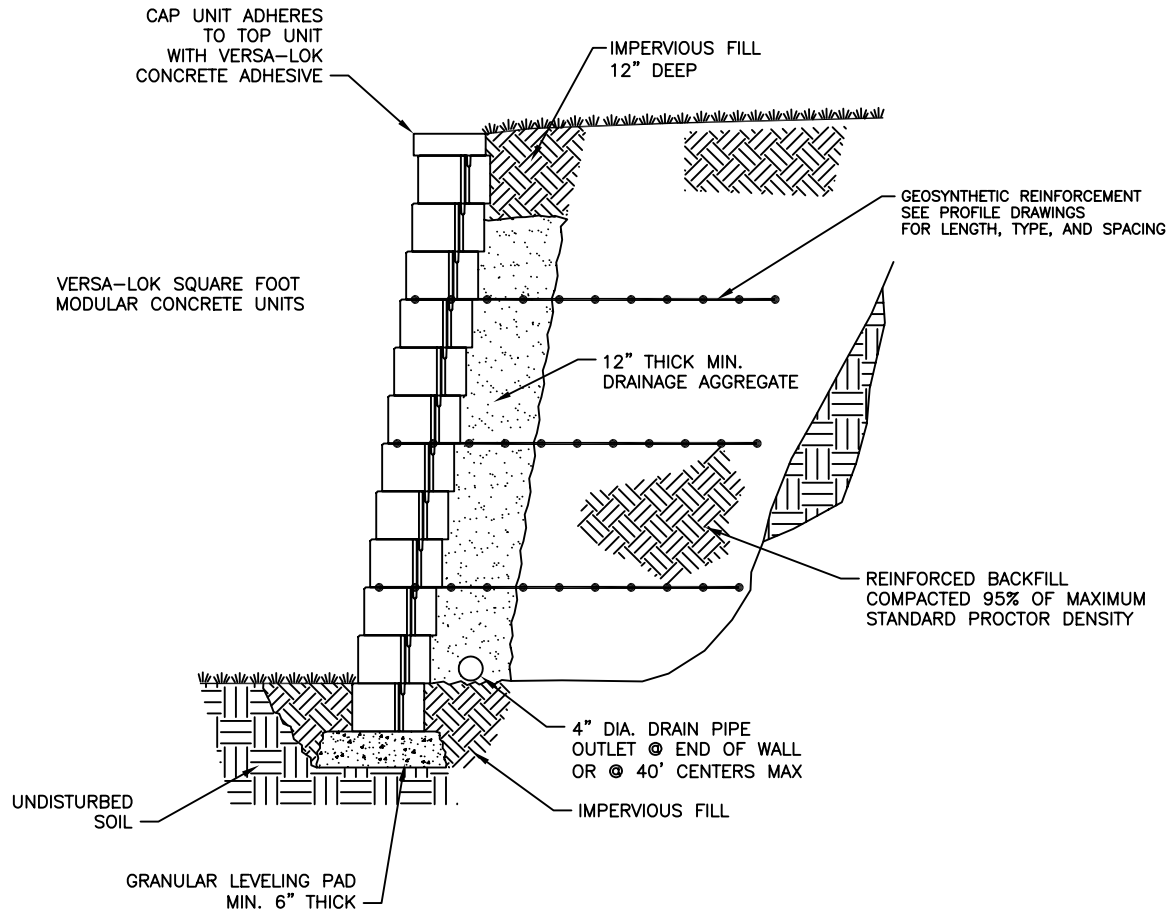 CAP UNIT ADHERES
TO TOP UNIT
WITH VERSA-LOK
CONCRETE ADHESIVE
IMPERVIOUS FILL
12" DEEP
GEOSYNTHETIC REINFORCEMENT
SEE PROFILE DRAWINGS
FOR LENGTH, TYPE, AND SPACING
VERSA-LOK SQUARE FOOT
MODULAR CONCRETE UNITS
12" THICK MIN.
DRAINAGE AGGREGATE
REINFORCED BACKFILL
COMPACTED 95% OF MAXIMUM
STANDARD PROCTOR DENSITY
4" DIA. DRAIN PIPE
OUTLET @ END OF WALL
OR @ 40' CENTERS MAX
IMPERVIOUS FILL
UNDISTURBED
SOIL
GRANULAR LEVELING PAD
MIN. 6" THICK